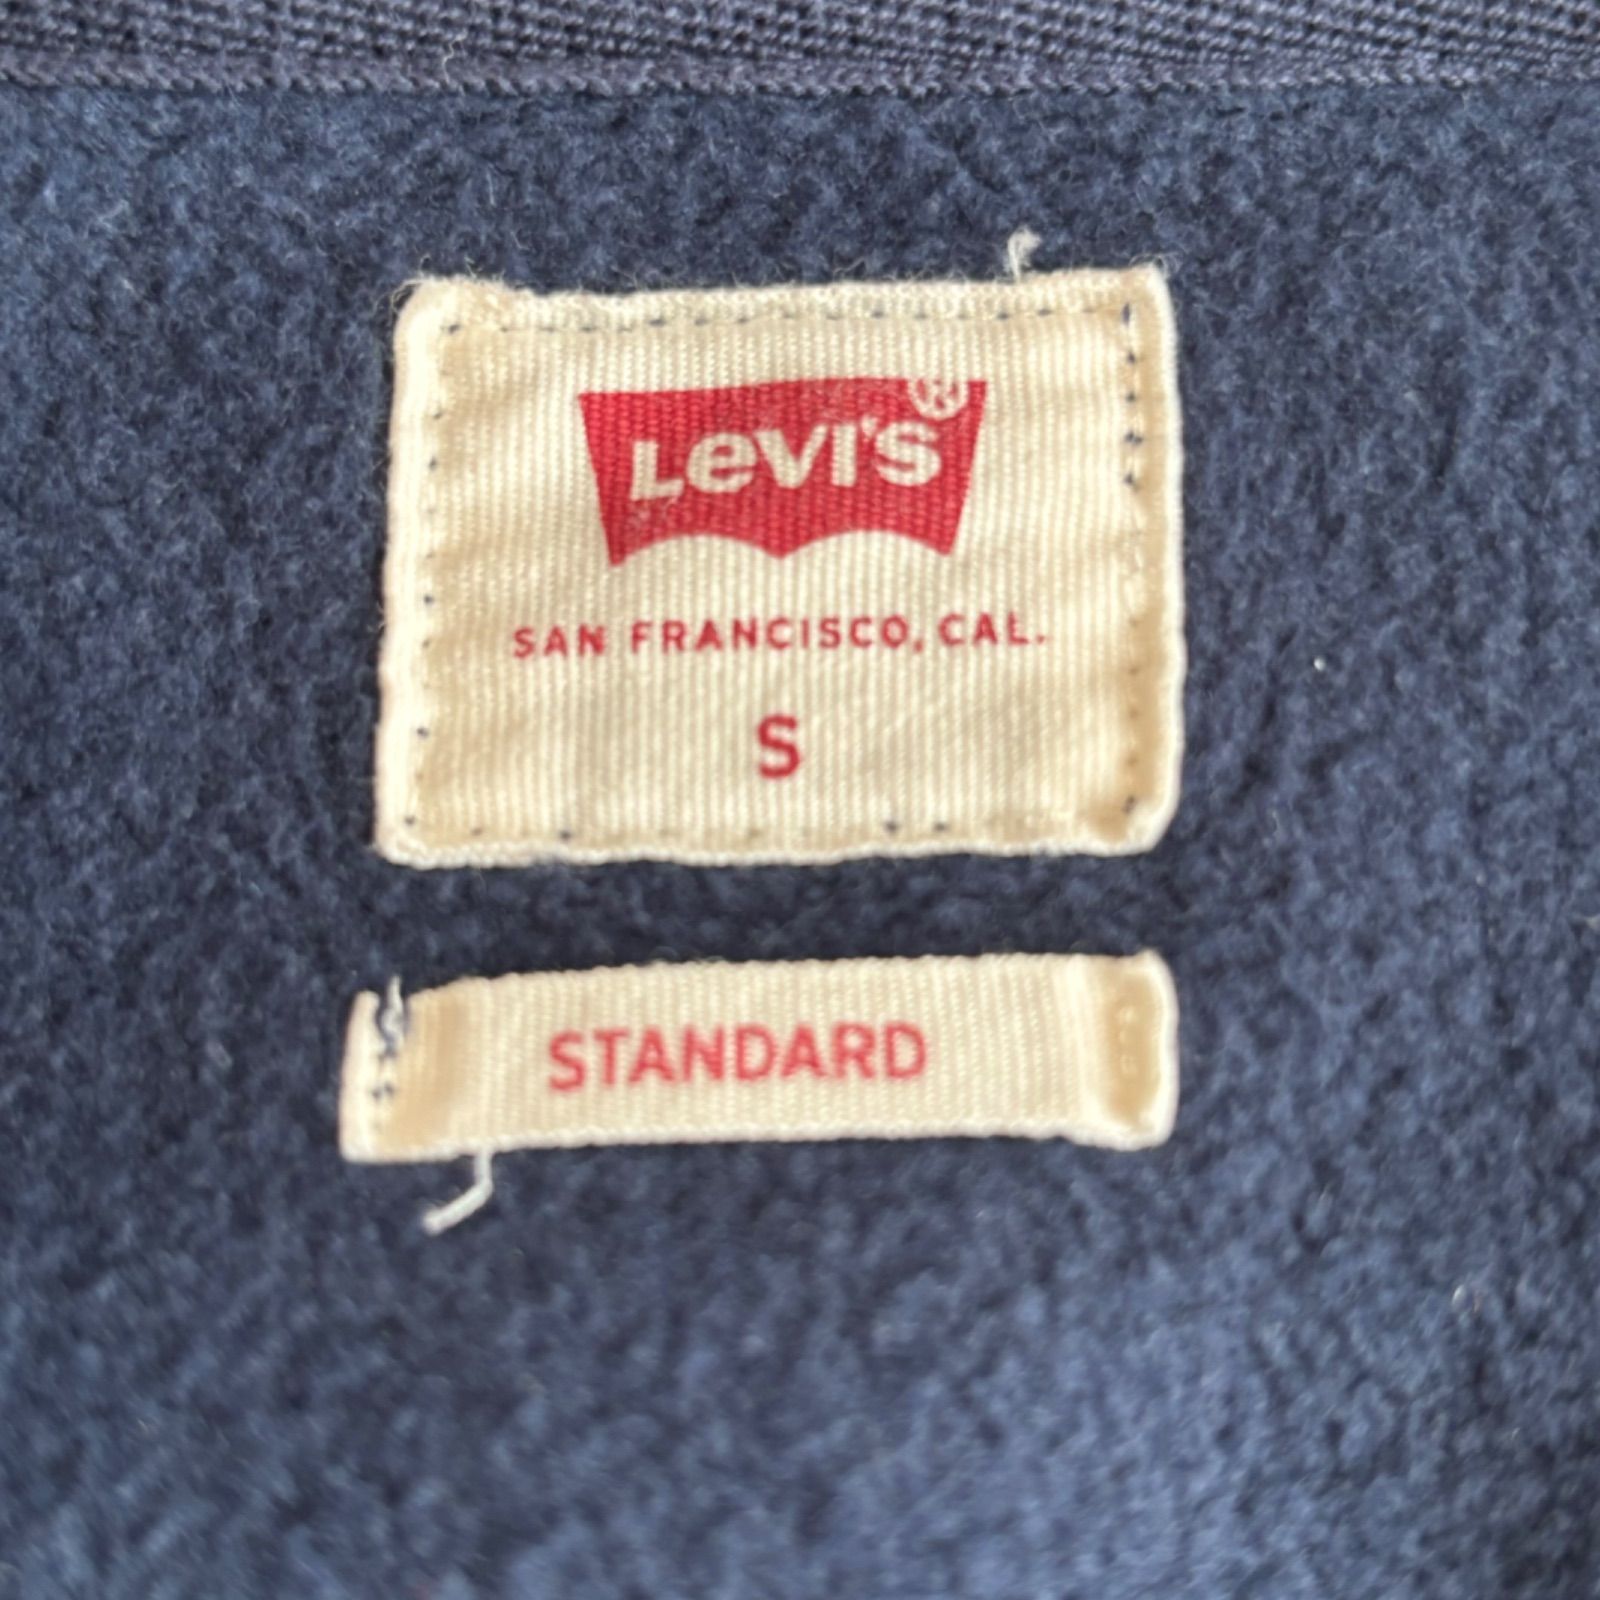 Levi's®
SAN FRANCISCO, CAL.
S
STANDARD